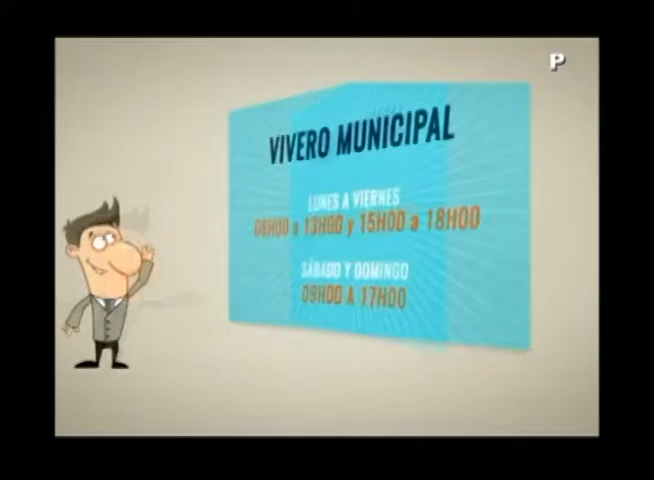 P
VIVERO MUNICIPAL
LUNES A VIERNES
08H00 a 13H00 y 15H00 a 18H00
SÁBADO Y DOMINGO
09H00 A 17H00